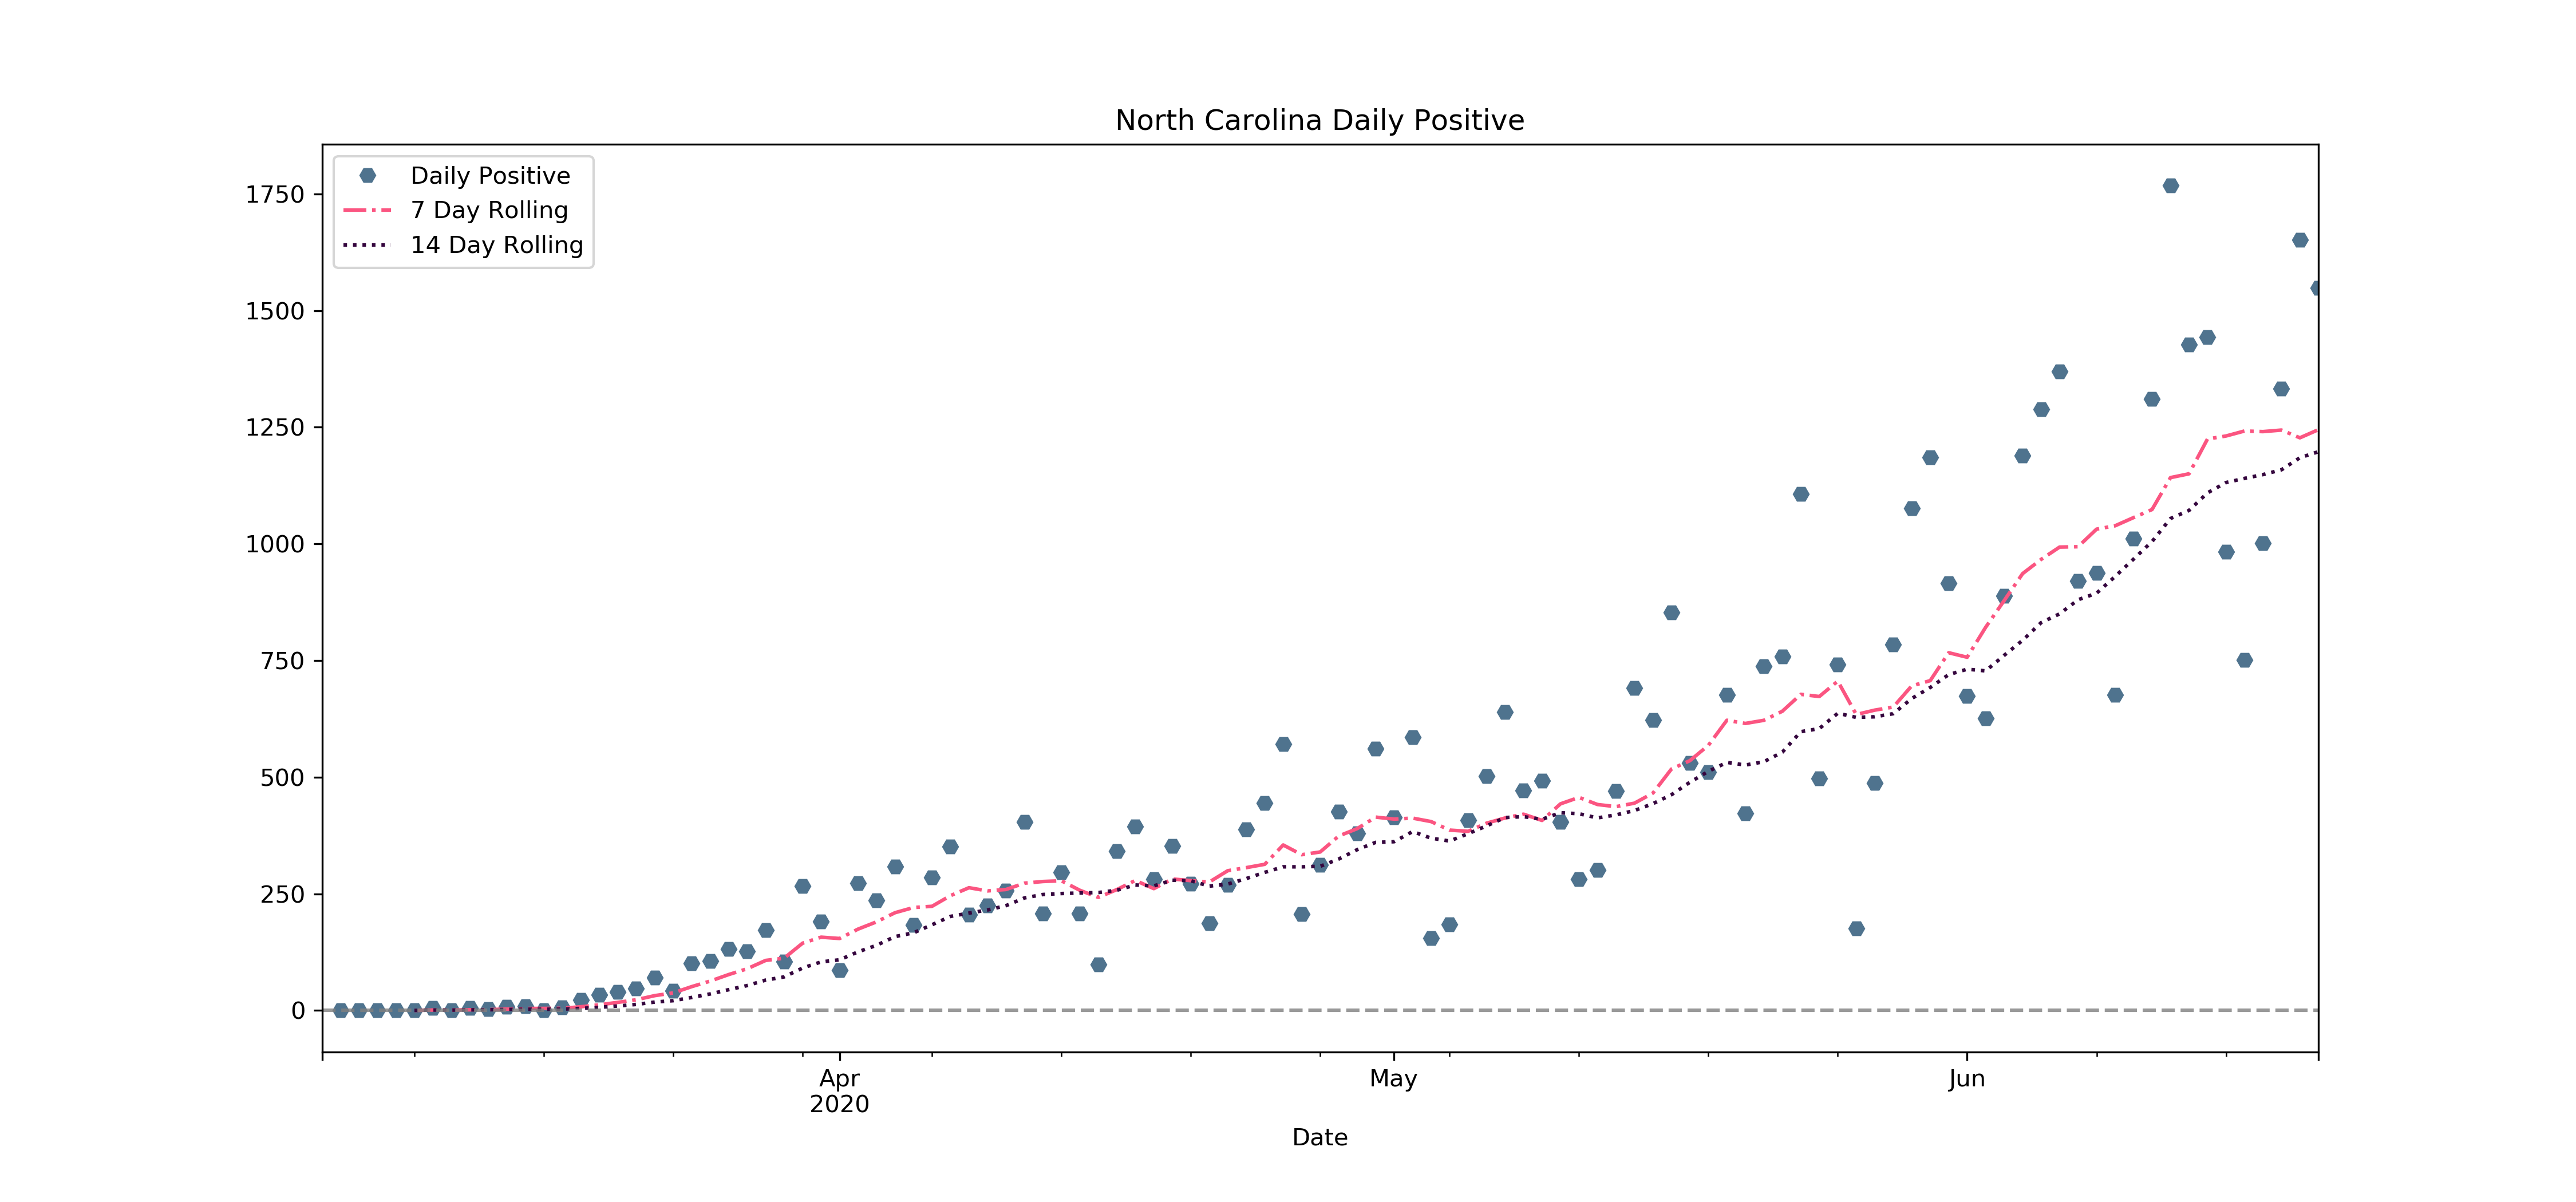 North Carolina Daily Positive
Daily Positive
7 Day Rolling
14 Day Rolling
1750
1500
1250
1000
750
500
250
0
Apr
2020
May
Jun
Date